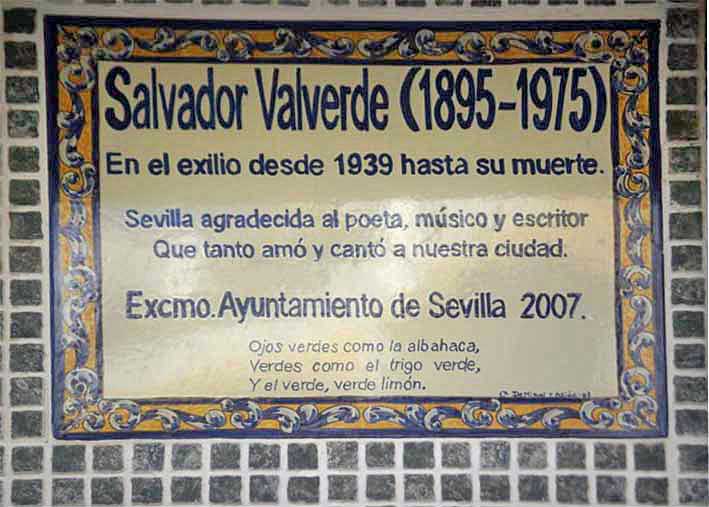 Salvador Valverde (1895-1975)
En el exilio desde 1939 hasta su muerte.
Sevilla agradecida al poeta, músico y escritor
Que tanto amó y cantó a nuestra ciudad.
Excmo. Ayuntamiento de Sevilla 2007.
Ojos verdes como la albahaca,
Verdes como el trigo verde,
Y el verde, verde limón.